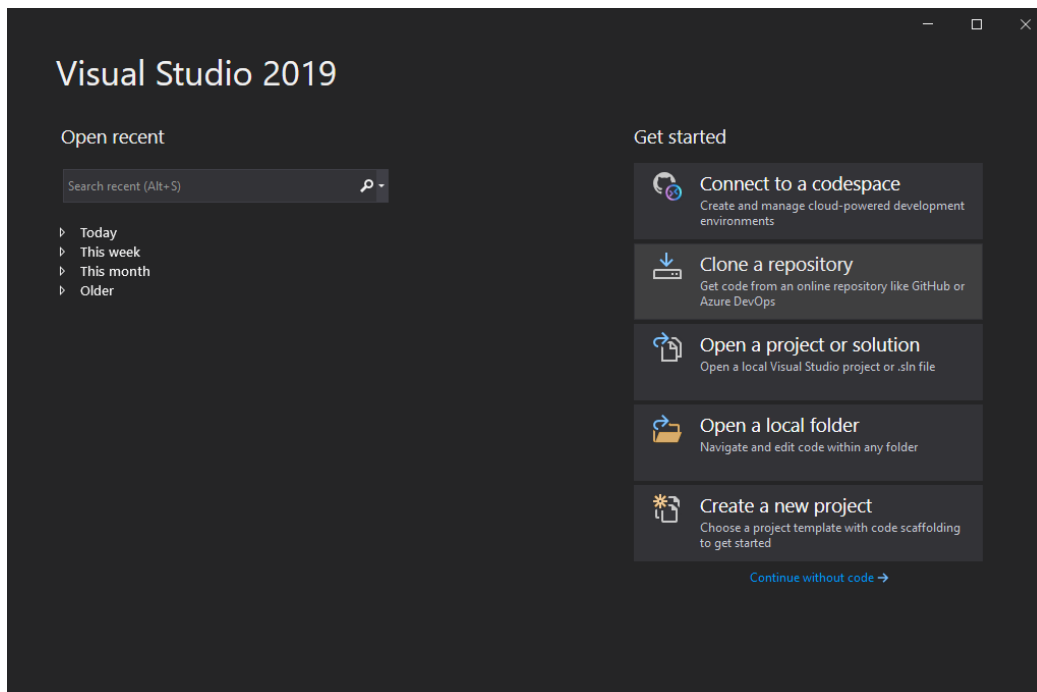 Visual Studio 2019
Open recent
Search recent (Alt+S)
Today
This week
This month
Older
Get started
Connect to a codespace
Create and manage cloud-powered development
environments
Clone a repository
Get code from an online repository like GitHub or
Azure DevOps
Open a project or solution
Open a local Visual Studio project or .sln file
Open a local folder
Navigate and edit code within any folder
Create a new project
Choose a project template with code scaffolding
to get started
Continue without code →